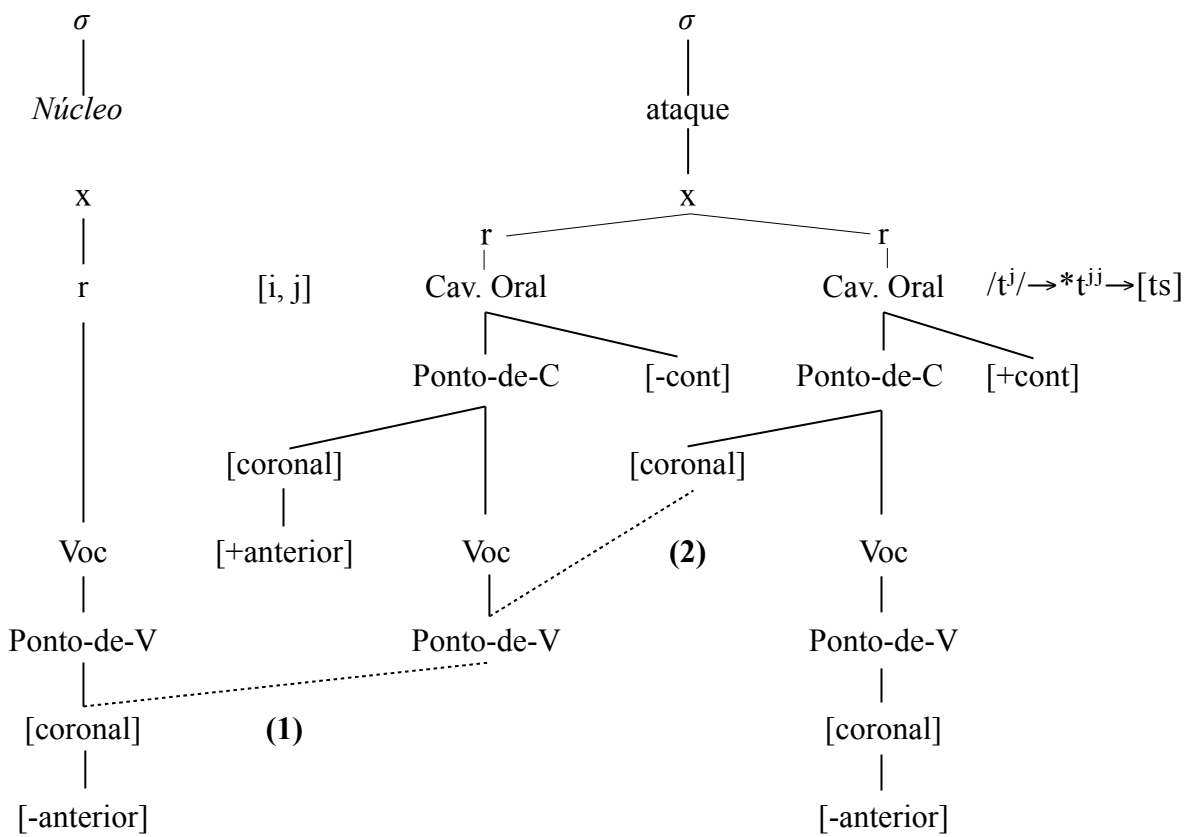 σ σ
Núcleo ataque
x x
r r
r [i, j] Cav. Oral Cav. Oral /tʲ/→*tʲʲ→[ts]
Ponto-de-C [-cont] Ponto-de-C [+cont]
[coronal] [coronal]
Voc [+anterior] Voc (2) Voc
Ponto-de-V Ponto-de-V Ponto-de-V
[coronal] (1) [coronal]
[-anterior] [-anterior]